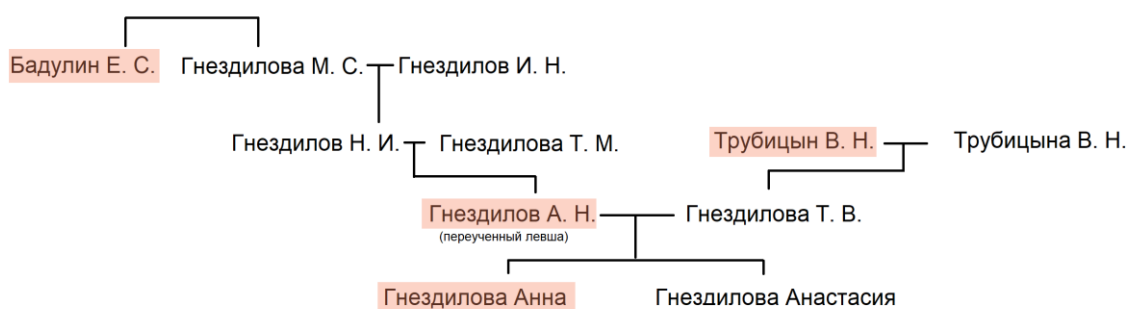 Бадулин Е. С. Гнездилова М. С. Гнездилов И. Н.
Гнездилов Н. И. Гнездилова Т. М. Трубицын В. Н. Трубицына В. Н.
Гнездилов А. Н. Гнездилова Т. В.
(переученный левша)
Гнездилова Анна Гнездилова Анастасия